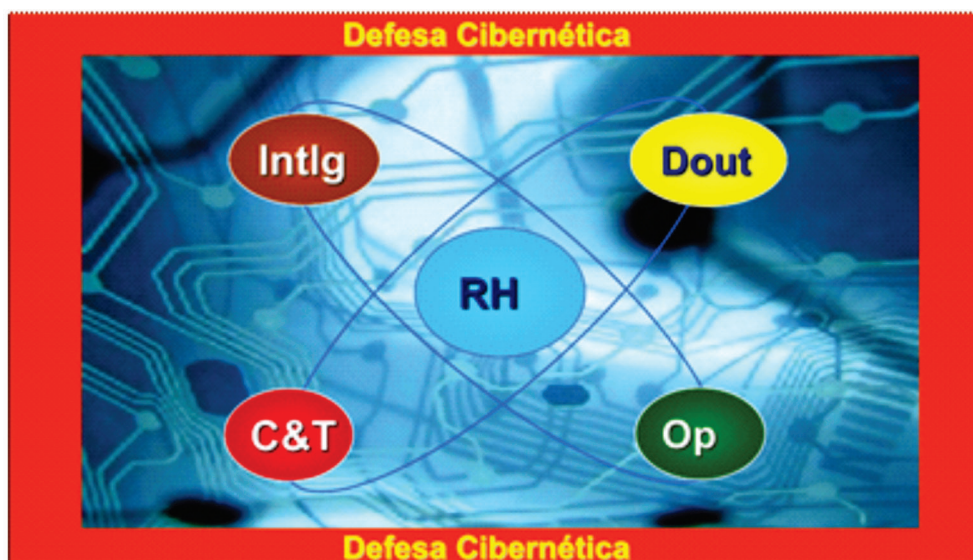 Defesa Cibernética
Intlg
Dout
RH
C&T
Op
Defesa Cibernética